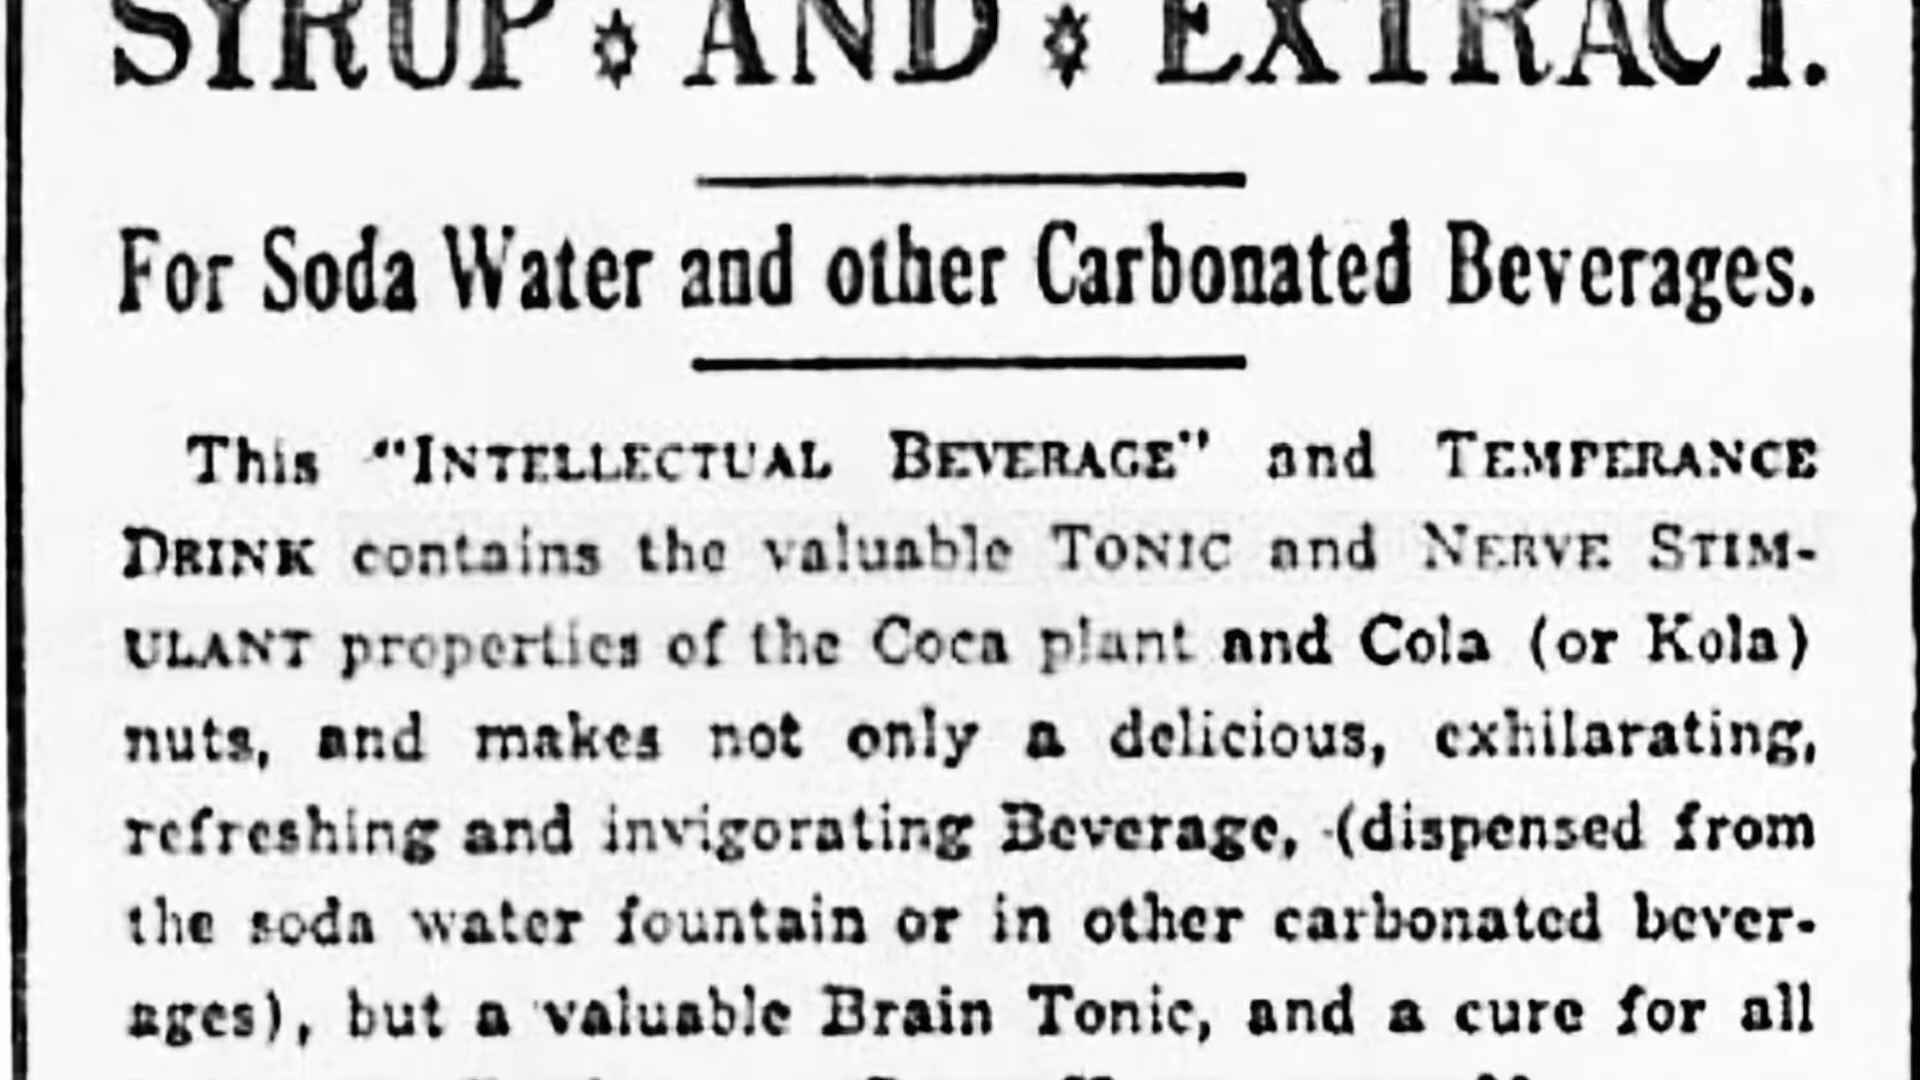 SYRUP * AND * EXTRACT.
For Soda Water and other Carbonated Beverages.
This "INTELLECTUAL BEVERAGE" and TEMPERANCE
DRINK contains the valuable TONIC and NERVE STIM-
ULANT properties of the Coca plant and Cola (or Kola)
nuts, and makes not only a delicious, exhilarating,
refreshing and invigorating Beverage, (dispensed from
the soda water fountain or in other carbonated bever-
ages), but a valuable Brain Tonic, and a cure for all